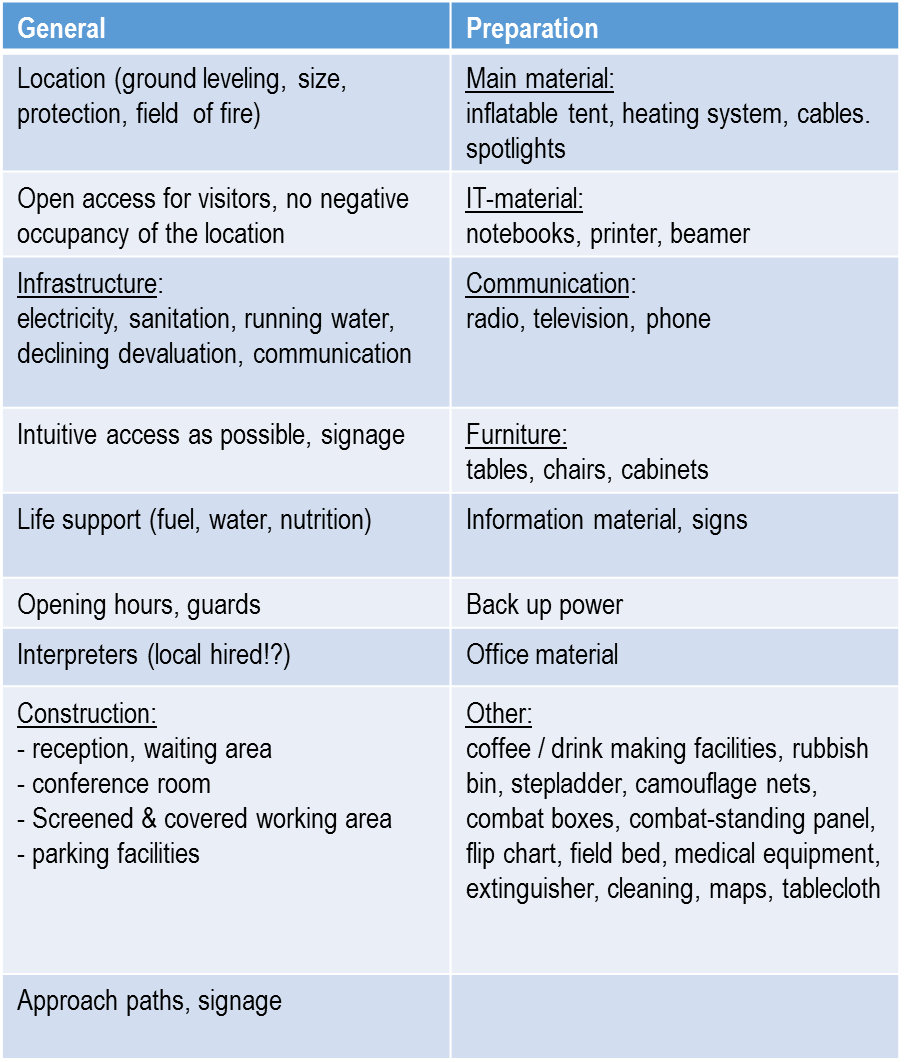 General
Preparation
Location (ground leveling, size,
protection, field of fire)
Main material:
inflatable tent, heating system, cables.
spotlights
Open access for visitors, no negative
occupancy of the location
IT-material:
notebooks, printer, beamer
Infrastructure:
electricity, sanitation, running water,
declining devaluation, communication
Communication:
radio, television, phone
Intuitive access as possible, signage
Furniture:
tables, chairs, cabinets
Life support (fuel, water, nutrition)
Information material, signs
Opening hours, guards
Back up power
Interpreters (local hired!?)
Office material
Construction:
- reception, waiting area
- conference room
- Screened & covered working area
- parking facilities
Other:
coffee / drink making facilities, rubbish
bin, stepladder, camouflage nets,
combat boxes, combat-standing panel,
flip chart, field bed, medical equipment,
extinguisher, cleaning, maps, tablecloth
Approach paths, signage